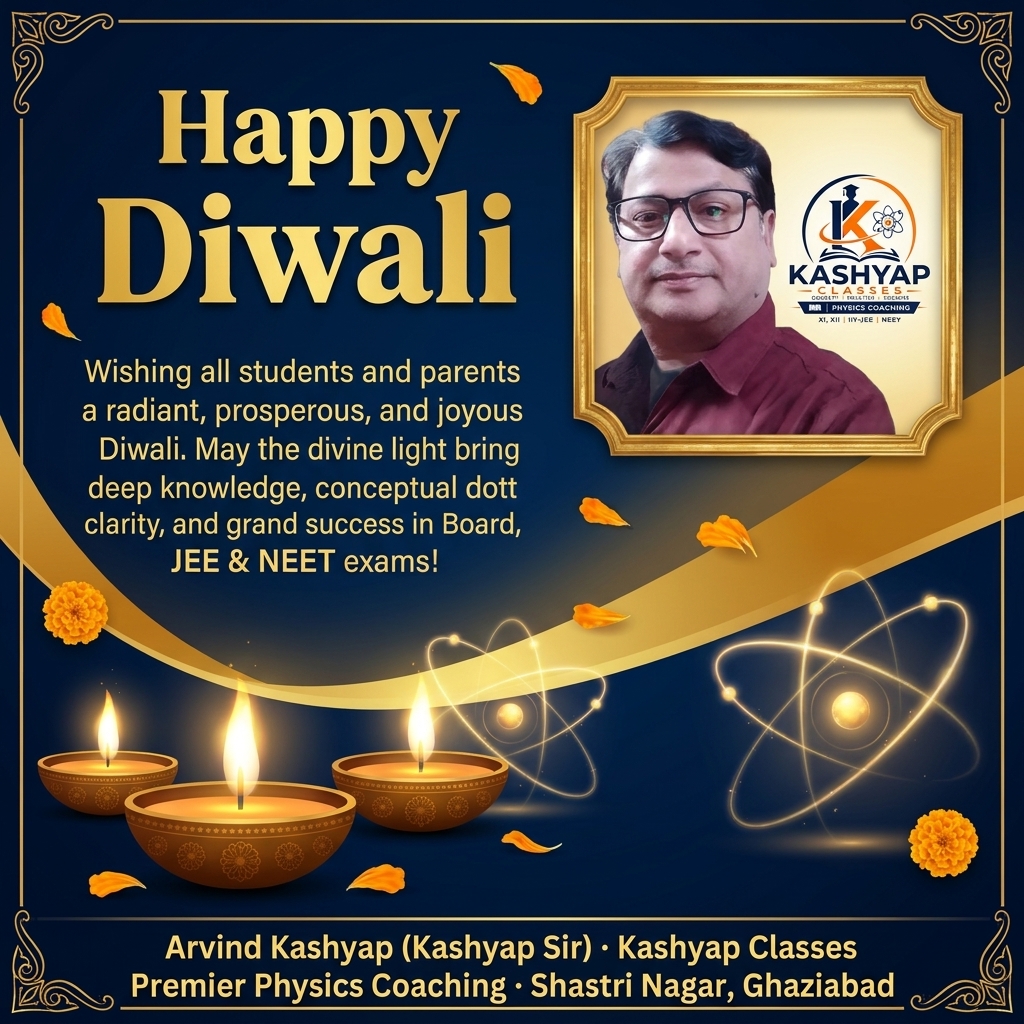 Happy
Diwali
Wishing all students and parents
a radiant, prosperous, and joyous
Diwali. May the divine light bring
deep knowledge, conceptual dott
clarity, and grand success in Board,
JEE & NEET exams!
KASHYAP
CLASSES
PHYSICS COACHING
XI, XII | IIY-JEE | NEEY
Arvind Kashyap (Kashyap Sir) · Kashyap Classes
Premier Physics Coaching · Shastri Nagar, Ghaziabad